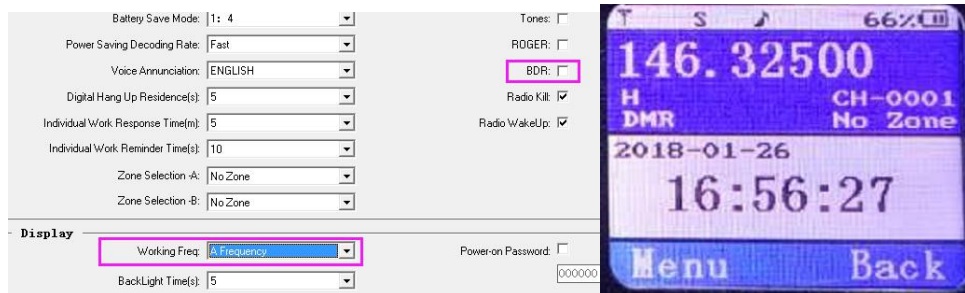 Battery Save Mode: 1: 4
Power Saving Decoding Rate: Fast
Voice Annunciation: ENGLISH
Digital Hang Up Residence(s): 5
Individual Work Response Time(m): 5
Individual Work Reminder Time(s): 10
Zone Selection -A: No Zone
Zone Selection -B: No Zone
Tones:
ROGER:
BDR:
Radio Kill:
Radio WakeUp:
Display
Working Freq: A Frequency
BackLight Time(s): 5
Power-on Password:
000000
T S 66%
146.32500
H CH-0001
DMR No Zone
2018-01-26
16:56:27
Menu Back